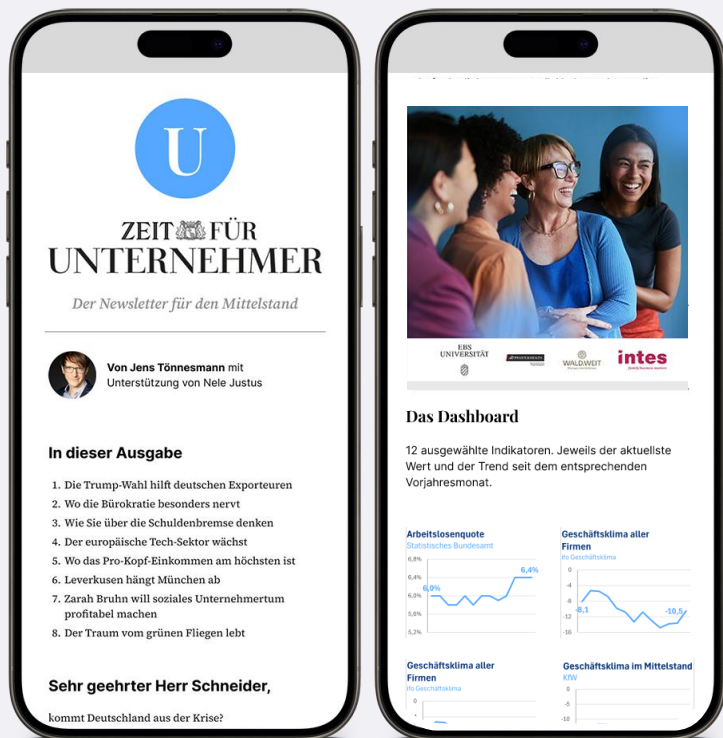 U
ZEIT FÜR
UNTERNEHMER
Der Newsletter für den Mittelstand
Von Jens Tönnesmann mit
Unterstützung von Nele Justus
In dieser Ausgabe
1. Die Trump-Wahl hilft deutschen Exporteuren
2. Wo die Bürokratie besonders nervt
3. Wie Sie über die Schuldenbremse denken
4. Der europäische Tech-Sektor wächst
5. Wo das Pro-Kopf-Einkommen am höchsten ist
6. Leverkusen hängt München ab
7. Zarah Bruhn will soziales Unternehmertum
profitabel machen
8. Der Traum vom grünen Fliegen lebt
Sehr geehrter Herr Schneider,
kommt Deutschland aus der Krise?
EBS
UNIVERSITÄT
WALD.WEIT
intes
Das Dashboard
12 ausgewählte Indikatoren. Jeweils der aktuellste
Wert und der Trend seit dem entsprechenden
Vorjahresmonat.
Arbeitslosenquote
Statistisches Bundesamt
6,8%
6,4%
6,0%
5,6%
5,2%
6,0%
6,4%
Geschäftsklima aller
Firmen
ifo Geschäftsklima
0
-4
-8
-12
-16
-8,1
-10,5
Geschäftsklima aller
Firmen
ifo Geschäftsklima
0
Geschäftsklima im Mittelstand
KfW
0
-5
-10